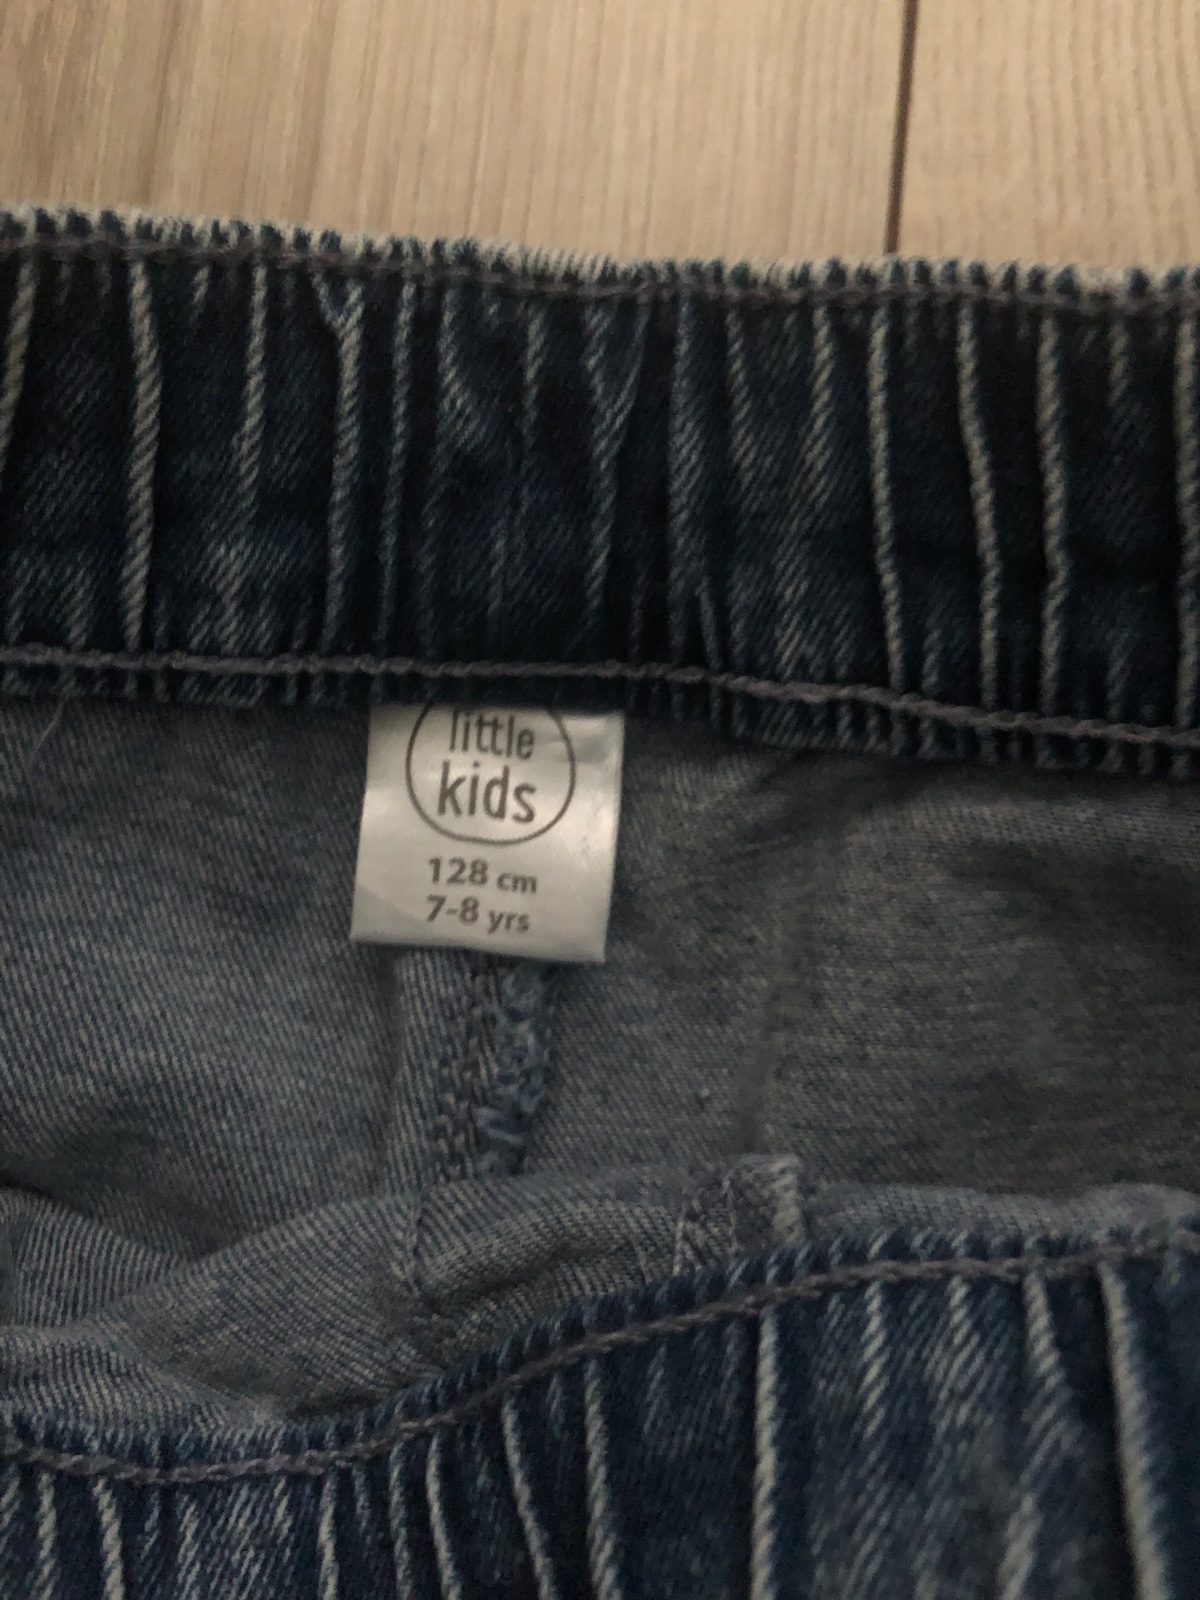 little
kids
128 cm
7-8 yrs